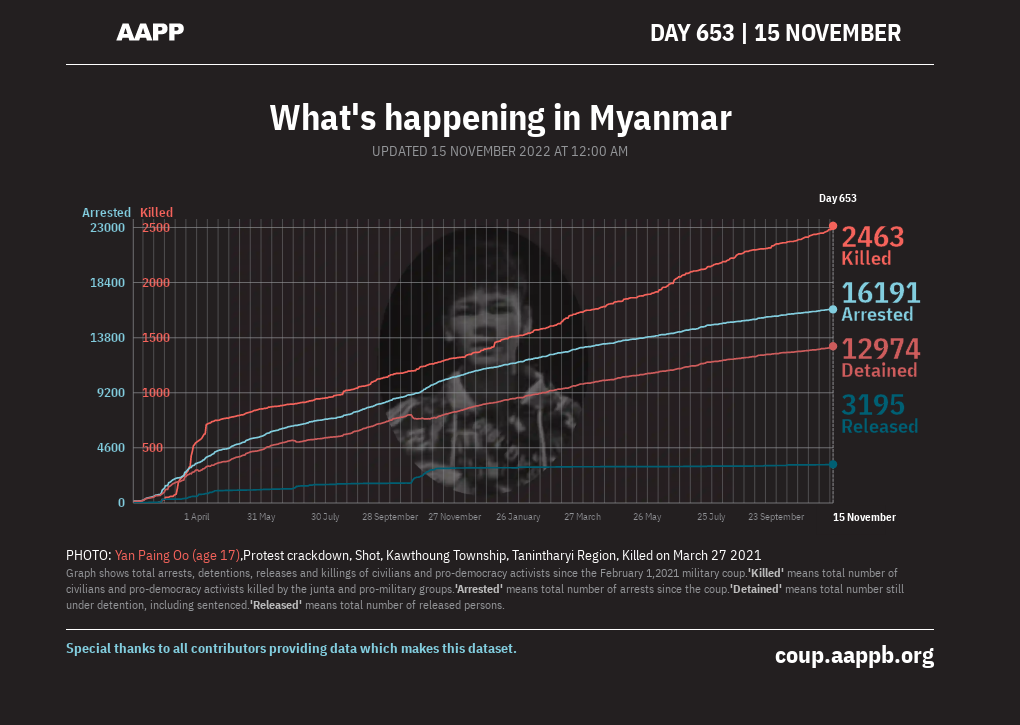 AAPP
DAY 653 | 15 NOVEMBER
What's happening in Myanmar
UPDATED 15 NOVEMBER 2022 AT 12:00 AM
Day 653
Arrested Killed
23000 2500
18400 2000
13800 1500
9200 1000
4600 500
0
2463
Killed
16191
Arrested
12974
Detained
3195
Released
1 April 31 May 30 July 28 September 27 November 26 January 27 March 26 May 25 July 23 September 15 November
PHOTO: Yan Paing Oo (age 17),Protest crackdown, Shot, Kawthoung Township, Tanintharyi Region, Killed on March 27 2021
Graph shows total arrests, detentions, releases and killings of civilians and pro-democracy activists since the February 1,2021 military coup.'Killed' means total number of
civilians and pro-democracy activists killed by the junta and pro-military groups.'Arrested' means total number of arrests since the coup.'Detained' means total number still
under detention, including sentenced.'Released' means total number of released persons.
Special thanks to all contributors providing data which makes this dataset.
coup.aappb.org